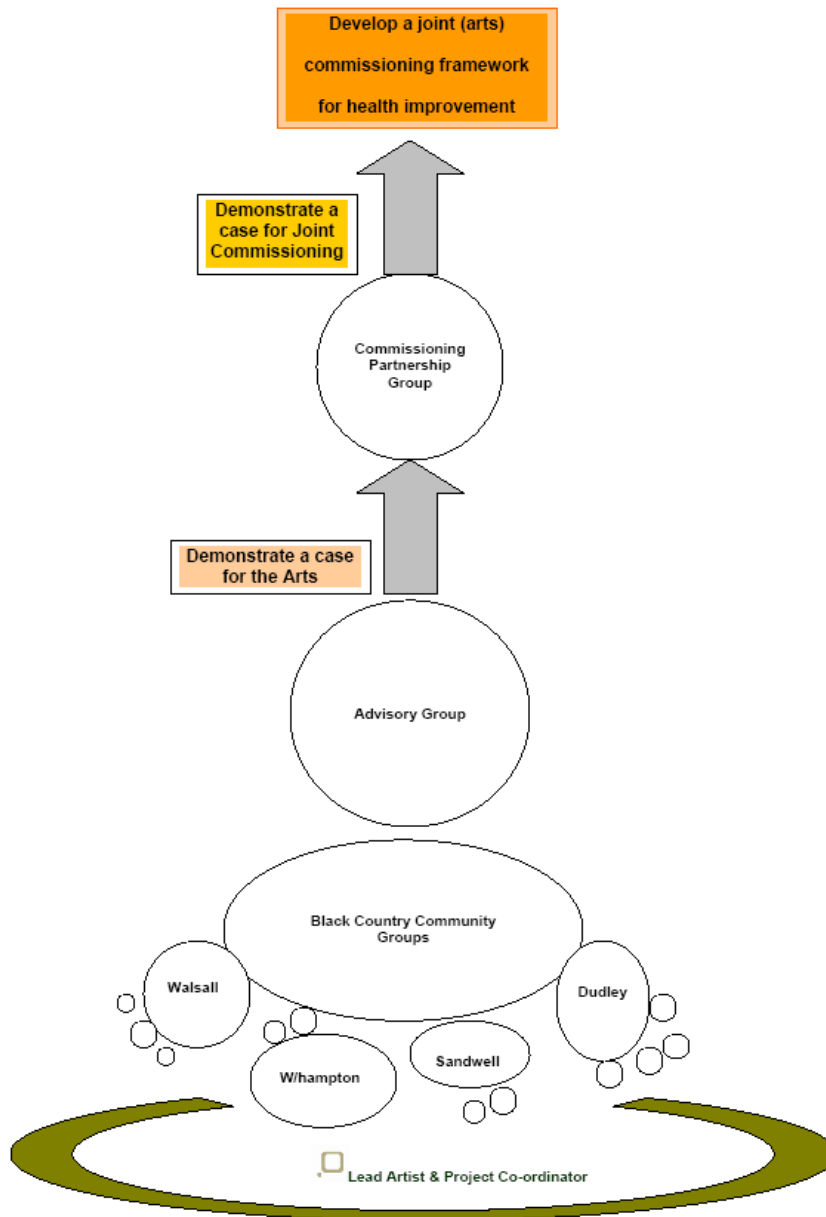 Develop a joint (arts)
commissioning framework
for health improvement
Demonstrate a
case for Joint
Commissioning
Commissioning
Partnership
Group
Demonstrate a case
for the Arts
Advisory Group
Black Country Community
Groups
Walsall
Dudley
W/hampton
Sandwell
Lead Artist & Project Co-ordinator